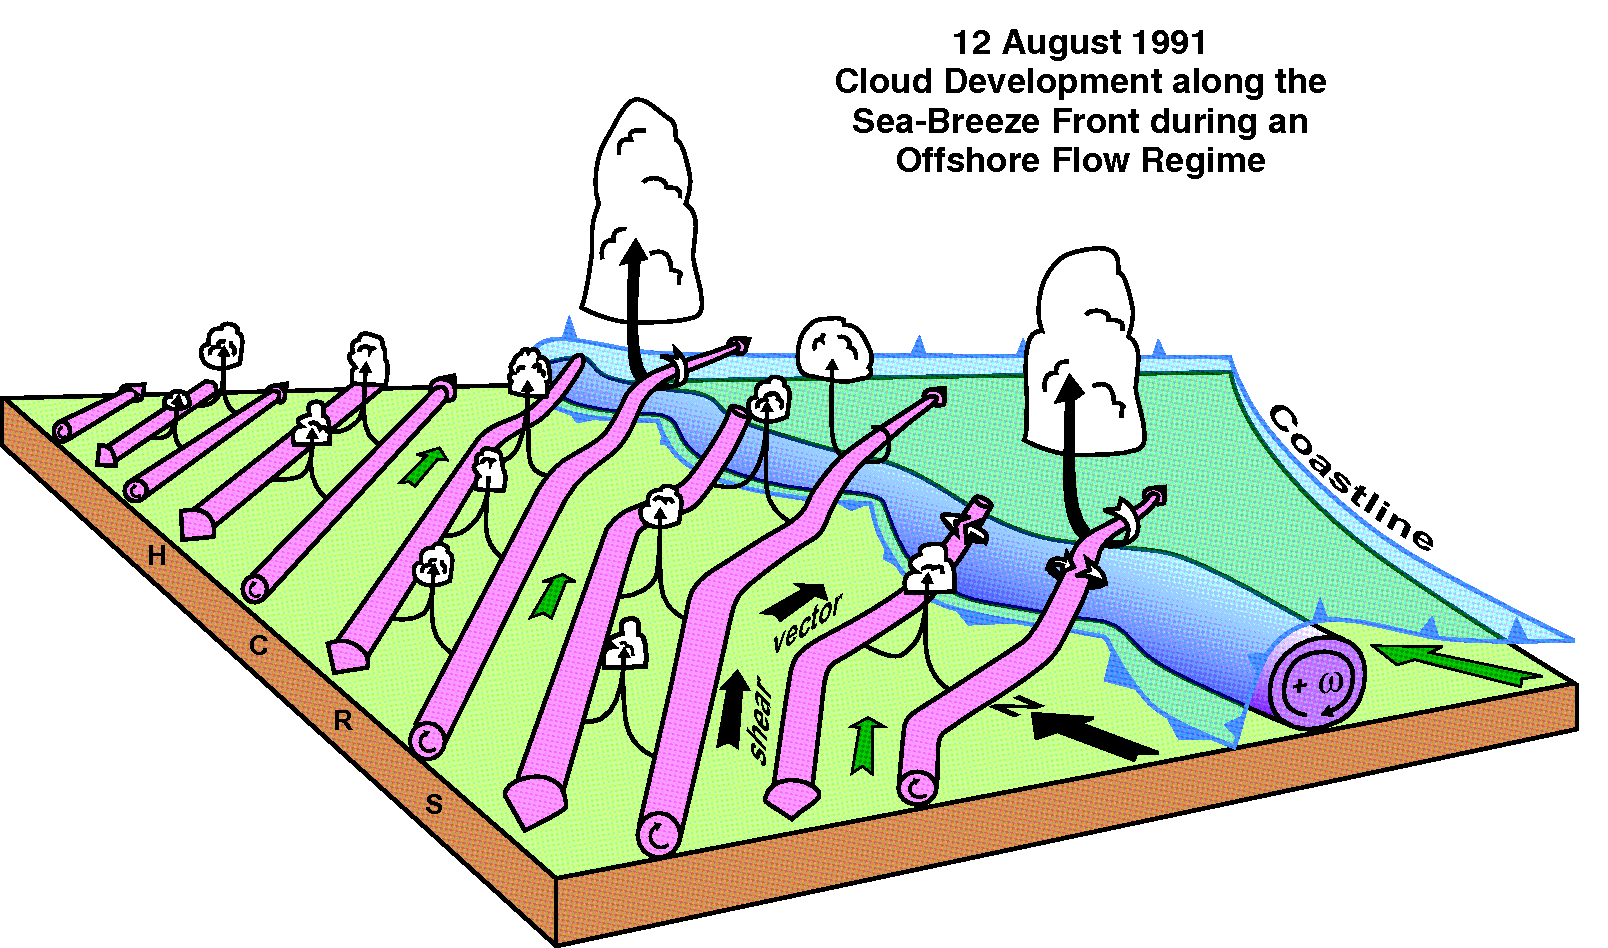 12 August 1991
Cloud Development along the
Sea-Breeze Front during an
Offshore Flow Regime
Coastline
H
C
R
S
vector
shear
N
+ ω